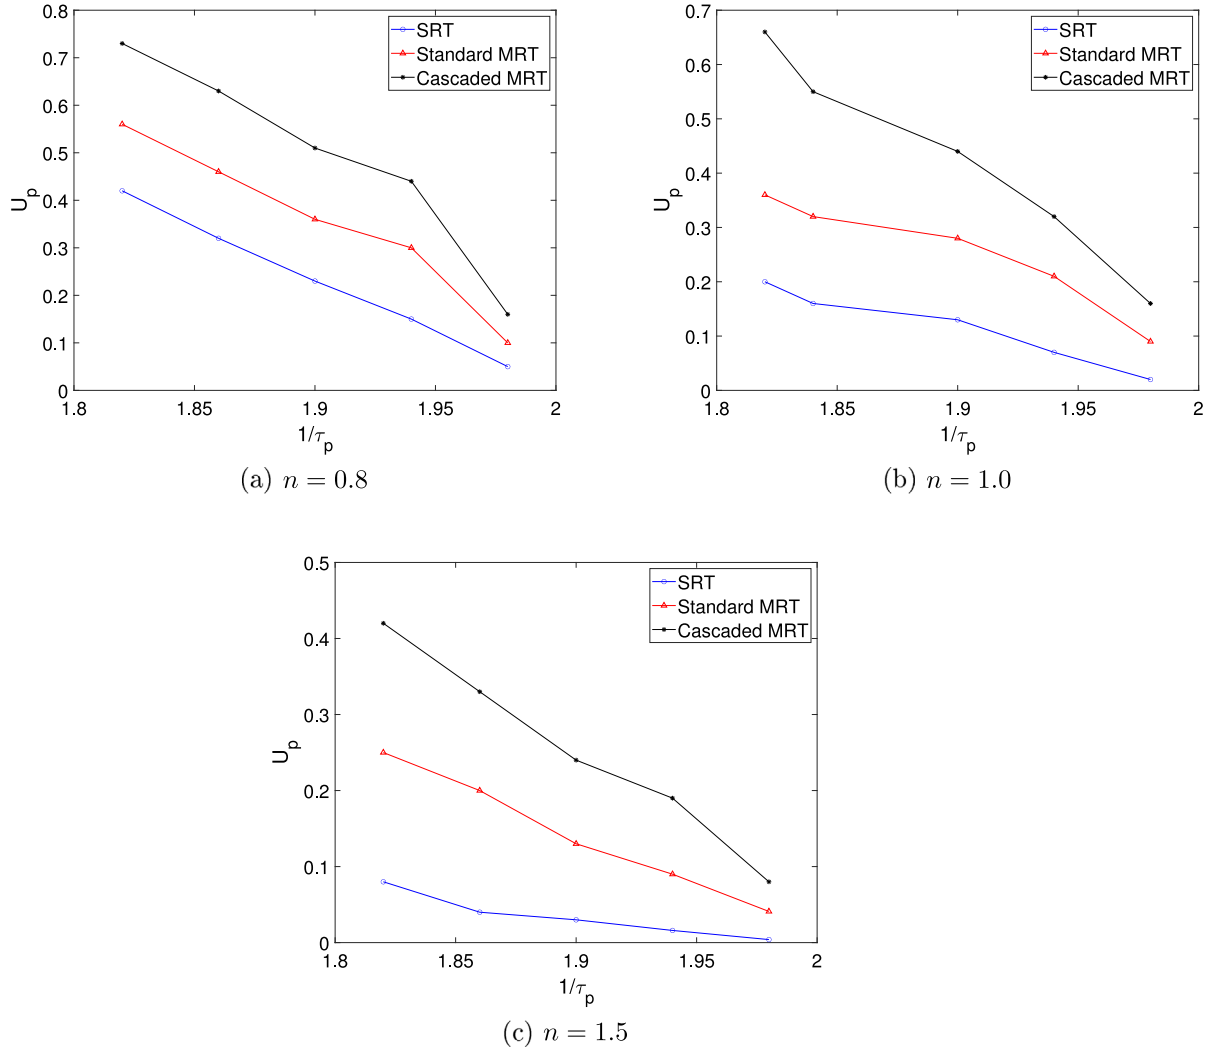 0.8
0.7
0.6
0.5
0.4
0.3
0.2
0.1
0
U_p
1.8 1.85 1.9 1.95 2
1/τ_p
SRT
Standard MRT
Cascaded MRT
(a) n = 0.8
0.7
0.6
0.5
0.4
0.3
0.2
0.1
0
U_p
1.8 1.85 1.9 1.95 2
1/τ_p
SRT
Standard MRT
Cascaded MRT
(b) n = 1.0
0.5
0.4
0.3
0.2
0.1
0
U_p
1.8 1.85 1.9 1.95 2
1/τ_p
SRT
Standard MRT
Cascaded MRT
(c) n = 1.5